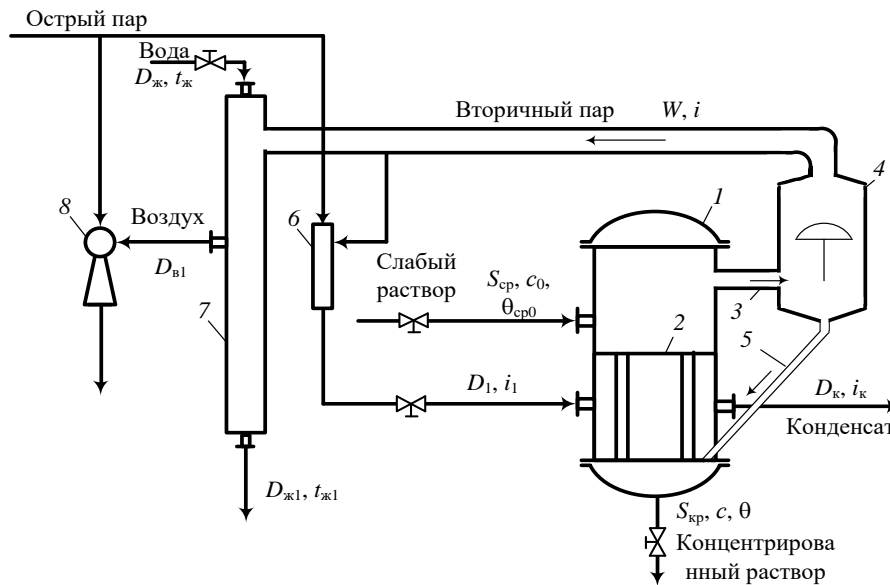 Острый пар
Вода
Dж, tж
Вторичный пар W, i
4
1
8
Воздух
6
Dв1
Слабый
раствор
Sср, c0,
θср0
3
7
2
5
D1, i1
Dк, iк
Конденсат
Dж1, tж1
Sкр, c, θ
Концентрирова
нный раствор